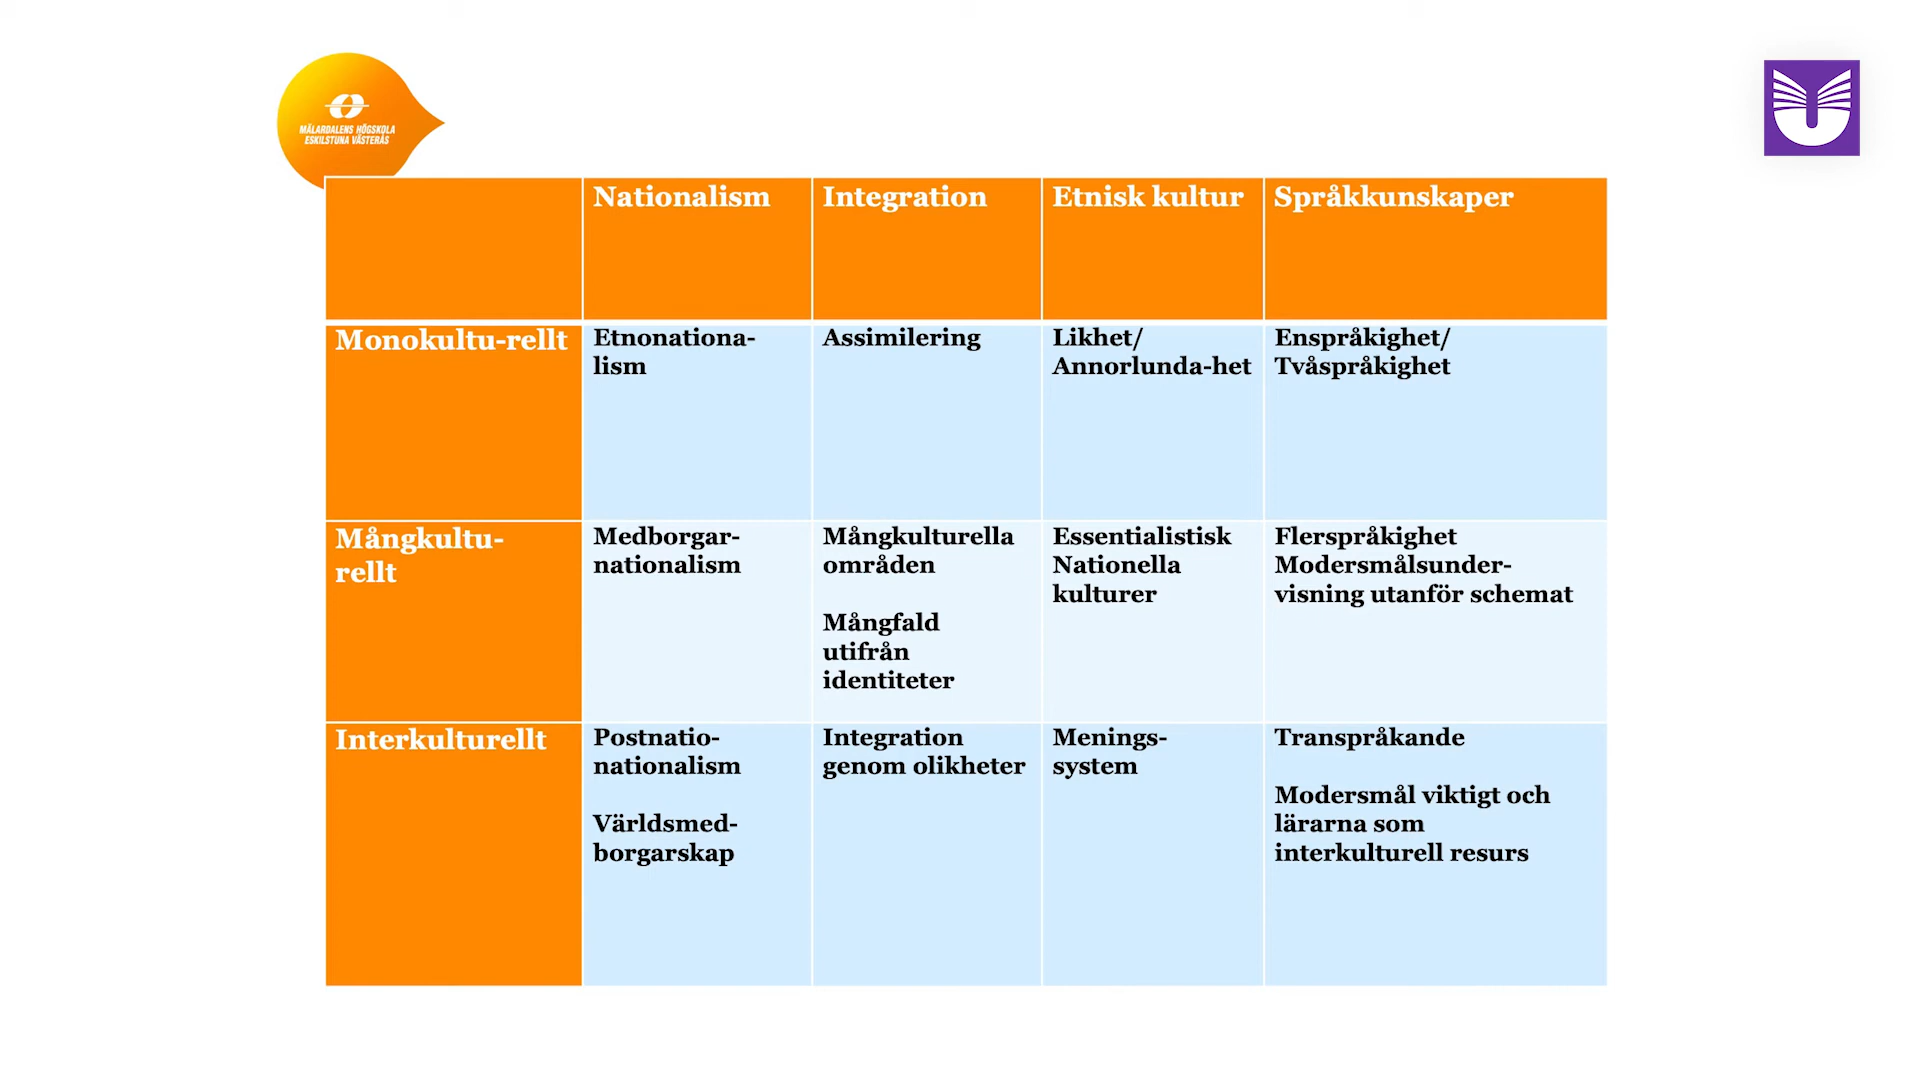 MÄLARDALENS HÖGSKOLA
ESKILSTUNA VÄSTERÅS
Nationalism
Integration
Etnisk kultur
Språkkunskaper
Monokultu-rellt
Etnonationa-
lism
Assimilering
Likhet/
Annorlunda-het
Enspråkighet/
Tvåspråkighet
Mångkultu-
rellt
Medborgar-
nationalism
Mångkulturella
områden
Mångfald
utifrån
identiteter
Essentialistisk
Nationella
kulturer
Flerspråkighet
Modersmålsunder-
visning utanför schemat
Interkulturellt
Postnatio-
nationalism
Världsmed-
borgarskap
Integration
genom olikheter
Menings-
system
Transpråkande
Modersmål viktigt och
lärarna som
interkulturell resurs